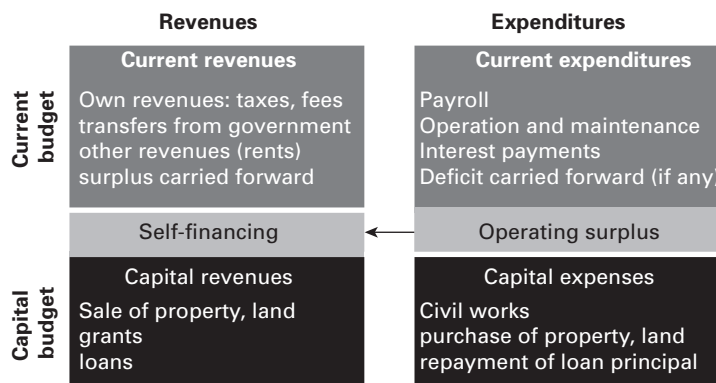 Revenues
Expenditures
Current budget
Current revenues
Own revenues: taxes, fees
transfers from government
other revenues (rents)
surplus carried forward
Current expenditures
Payroll
Operation and maintenance
Interest payments
Deficit carried forward (if any)
Self-financing
Operating surplus
Capital budget
Capital revenues
Sale of property, land
grants
loans
Capital expenses
Civil works
purchase of property, land
repayment of loan principal